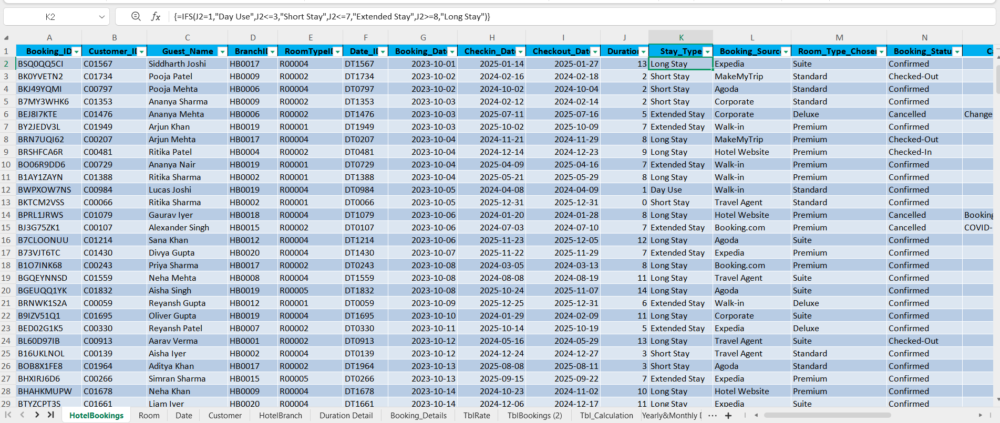 K2 fx {=IFS(J2=1,"Day Use",J2<=3,"Short Stay",J2<=7,"Extended Stay",J2>=8,"Long Stay")}
A B C D E F G H I J K L M N
1 Booking_ID Customer_I Guest_Name BranchI RoomTypeI Date_I Booking_Dat Checkin_Dat Checkout_Dat Duratio Stay_Type Booking_Sour Room_Type_Chose Booking_Statu C
2 BSQ0QQ5CI C01567 Siddharth Joshi HB0017 R00004 DT1567 2023-10-01 2025-01-14 2025-01-27 13 Long Stay Expedia Suite Confirmed
3 BK0YVETN2 C01734 Pooja Patel HB0009 R00002 DT1734 2023-10-02 2024-02-16 2024-02-18 2 Short Stay MakeMyTrip Standard Checked-Out
4 BKJ49YQMI C00797 Pooja Mehta HB0006 R00004 DT0797 2023-10-02 2024-10-02 2024-10-04 2 Short Stay Agoda Standard Confirmed
5 B7MY3WHK6 C01353 Ananya Sharma HB0009 R00002 DT1353 2023-10-03 2024-02-12 2024-02-14 2 Short Stay Corporate Standard Confirmed
6 BEJ8I7KTE C01476 Ananya Mehta HB0006 R00002 DT1476 2023-10-03 2025-07-11 2025-07-16 5 Extended Stay Corporate Deluxe Cancelled Change
7 BY2JEDV3L C01949 Arjun Khan HB0019 R00001 DT1949 2023-10-03 2025-10-02 2025-10-09 7 Extended Stay Walk-in Premium Confirmed
8 BRN7UQI62 C00207 Arjun Mehta HB0017 R00004 DT0207 2023-10-04 2024-11-21 2024-11-29 8 Long Stay MakeMyTrip Premium Checked-Out
9 BRSHFCA6R C00481 Ritika Patel HB0004 R00002 DT0481 2023-10-04 2024-12-14 2024-12-23 9 Long Stay Hotel Website Premium Checked-In
10 BO06R9DD6 C00729 Ananya Nair HB0019 R00001 DT0729 2023-10-04 2025-04-09 2025-04-16 7 Extended Stay Walk-in Premium Confirmed
11 B1AY1ZAYN C01388 Ritika Sharma HB0002 R00001 DT1388 2023-10-04 2025-05-21 2025-05-29 8 Long Stay Walk-in Premium Confirmed
12 BWPXOW7NS C00984 Lucas Joshi HB0019 R00004 DT0984 2023-10-05 2024-04-08 2024-04-09 1 Day Use Walk-in Standard Confirmed
13 BKTCM2VSS C00066 Ritika Sharma HB0002 R00001 DT0066 2023-10-05 2025-12-31 2025-12-31 0 Short Stay Travel Agent Standard Confirmed
14 BPRL1JRWS C01079 Gaurav Iyer HB0018 R00004 DT1079 2023-10-06 2024-01-20 2024-01-28 8 Long Stay Hotel Website Premium Cancelled Booking
15 BJ3G75ZK1 C00107 Alexander Singh HB0015 R00002 DT0107 2023-10-06 2024-07-03 2024-07-10 7 Extended Stay Booking.com Premium Cancelled COVID-
16 B7CLOONUU C01214 Sana Khan HB0012 R00004 DT1214 2023-10-06 2025-11-23 2025-12-05 12 Long Stay Agoda Suite Confirmed
17 B73VJT6TC C01430 Divya Gupta HB0020 R00004 DT1430 2023-10-07 2025-11-22 2025-11-29 7 Extended Stay Expedia Premium Confirmed
18 B1O7INK68 C00243 Priya Sharma HB0017 R00002 DT0243 2023-10-08 2024-03-05 2024-03-13 8 Long Stay Booking.com Premium Confirmed
19 BGQEYNNSD C01559 Neha Mehta HB0008 R00004 DT1559 2023-10-08 2024-08-08 2024-08-19 11 Long Stay Travel Agent Suite Confirmed
20 BGEUQQ1YK C01832 Aisha Singh HB0019 R00005 DT1832 2023-10-08 2025-10-24 2025-11-07 14 Long Stay Agoda Suite Confirmed
21 BRNWK1S2A C00059 Reyansh Gupta HB0012 R00001 DT0059 2023-10-09 2025-12-25 2025-12-31 6 Extended Stay Walk-in Deluxe Confirmed
22 B9IZV51Q1 C01695 Oliver Gupta HB0019 R00004 DT1695 2023-10-10 2024-01-29 2024-02-09 11 Long Stay Corporate Suite Confirmed
23 BED02G1K5 C00330 Reyansh Patel HB0007 R00002 DT0330 2023-10-11 2025-10-14 2025-10-19 5 Extended Stay Expedia Deluxe Confirmed
24 BL60D97IB C00913 Aarav Verma HB0001 R00002 DT0913 2023-10-12 2024-05-16 2024-05-29 13 Long Stay Travel Agent Suite Checked-Out
25 B16UKLNOL C00139 Aisha Iyer HB0002 R00004 DT0139 2023-10-12 2024-12-24 2024-12-27 3 Short Stay Travel Agent Standard Confirmed
26 BOB8X1FE8 C01964 Aditya Khan HB0017 R00002 DT1964 2023-10-13 2025-08-08 2025-08-11 3 Short Stay Agoda Standard Confirmed
27 BHXIRJ6D6 C00266 Simran Sharma HB0015 R00005 DT0266 2023-10-13 2025-09-15 2025-09-22 7 Extended Stay Expedia Premium Confirmed
28 BHAHKMUPW C01678 Neha Khan HB0009 R00004 DT1678 2023-10-14 2024-10-23 2024-11-02 10 Long Stay Hotel Website Premium Confirmed
29 BTYZCPT3S C01661 Liam Iyer HB0020 R00004 DT1661 2023-10-14 2024-12-06 2024-12-17 11 Long Stay Expedia Suite Confirmed
HotelBookings Room Date Customer HotelBranch Duration Detail Booking_Details TblRate TblBookings (2) Tbl_Calculation Yearly&Monthly D ... +